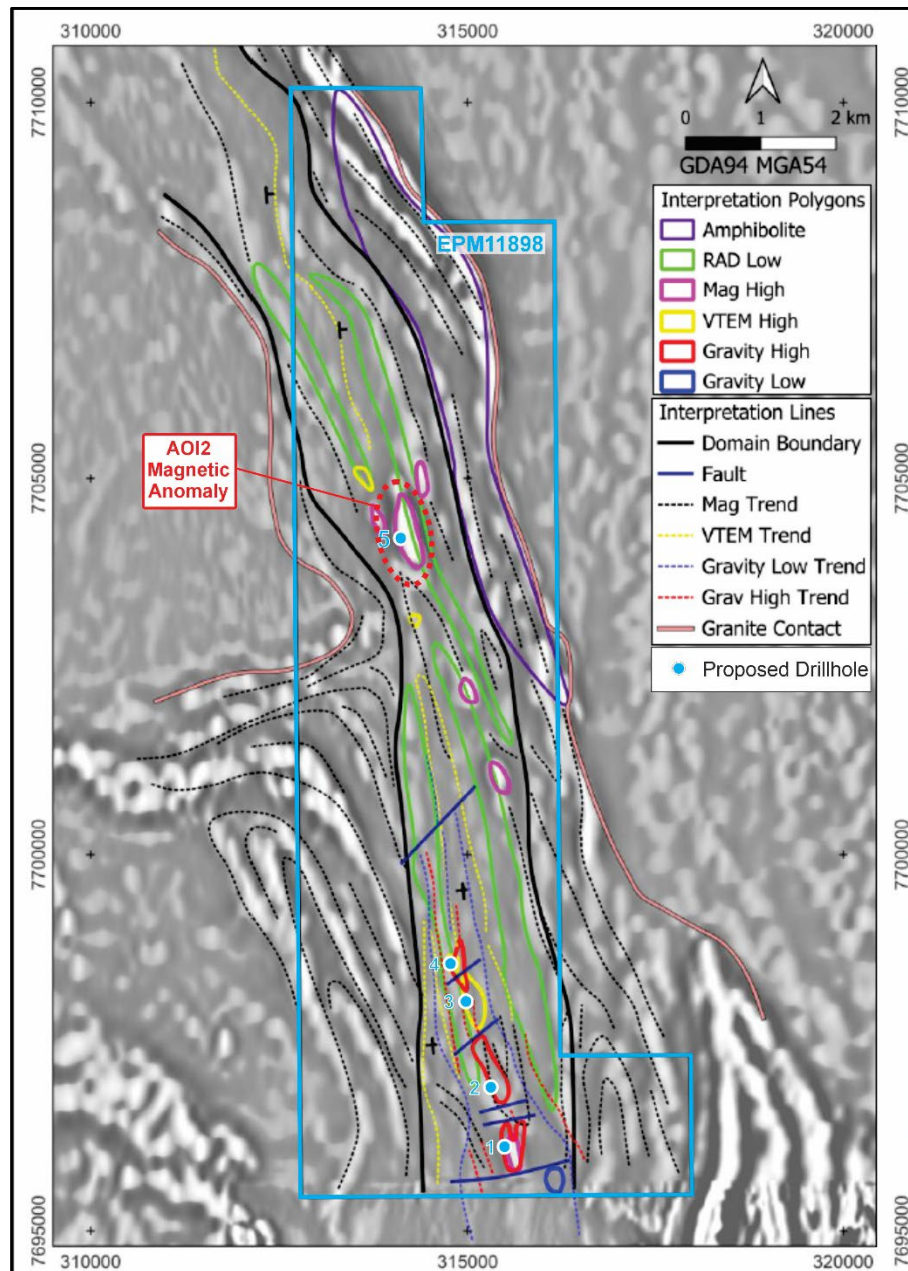 310000
315000
320000
7710000
7710000
0
1
2 km
GDA94 MGA54
Interpretation Polygons
Amphibolite
RAD Low
Mag High
VTEM High
Gravity High
Gravity Low
Interpretation Lines
Domain Boundary
Fault
Mag Trend
VTEM Trend
Gravity Low Trend
Grav High Trend
Granite Contact
Proposed Drillhole
EPM11898
AOI2
Magnetic
Anomaly
7705000
7705000
5
7700000
7700000
4
3
2
1
7695000
7695000
310000
315000
320000